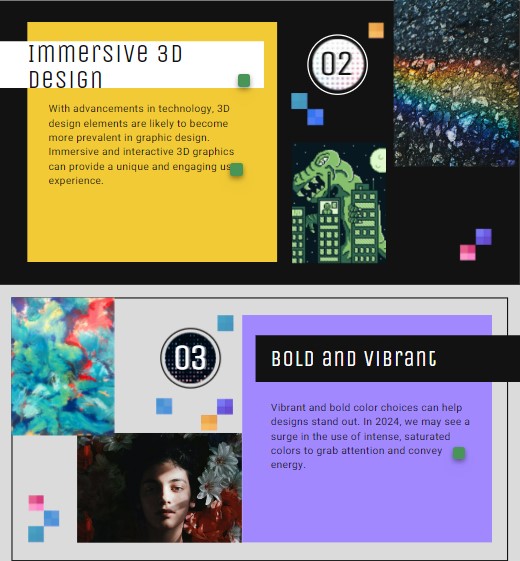 Immersive 3D
Design
02
With advancements in technology, 3D
design elements are likely to become
more prevalent in graphic design.
Immersive and interactive 3D graphics
can provide a unique and engaging
experience.
03
Bold and Vibrant
Vibrant and bold color choices can help
designs stand out. In 2024, we may see a
surge in the use of intense, saturated
colors to grab attention and convey
energy.